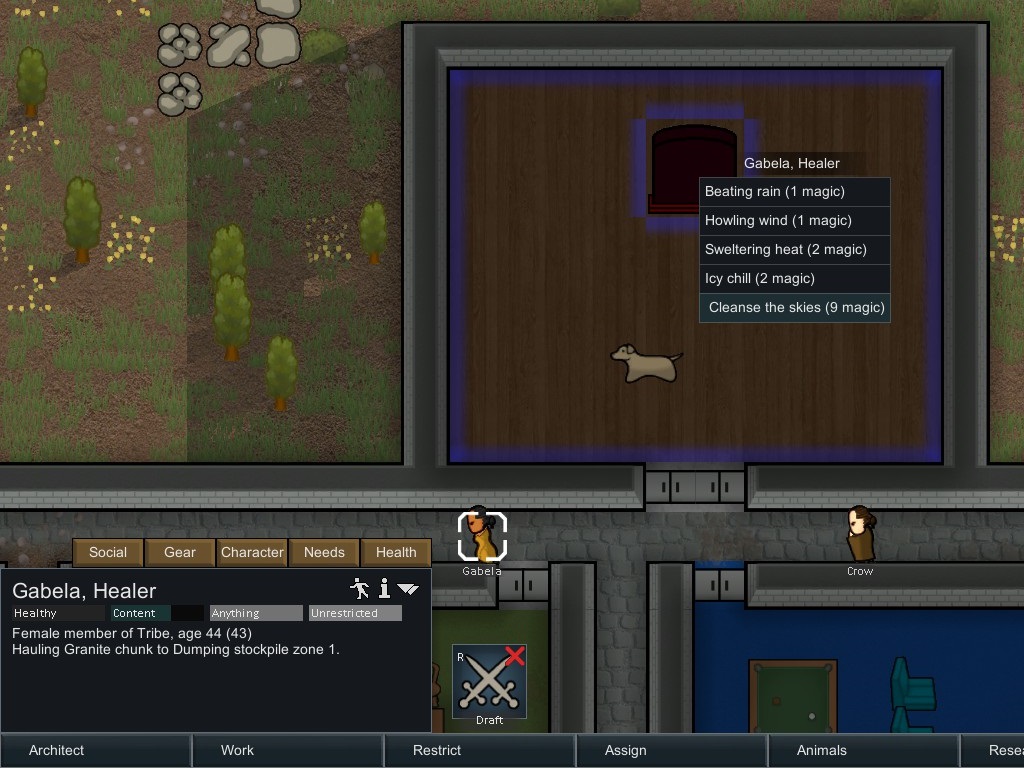 Gabela, Healer
Beating rain (1 magic)
Howling wind (1 magic)
Sweltering heat (2 magic)
Icy chill (2 magic)
Cleanse the skies (9 magic)
Gabela
Crow
Social Gear Character Needs Health
Gabela, Healer
Healthy Content Anything Unrestricted
Female member of Tribe, age 44 (43)
Hauling Granite chunk to Dumping stockpile zone 1.
R
Draft
Architect Work Restrict Assign Animals Resea